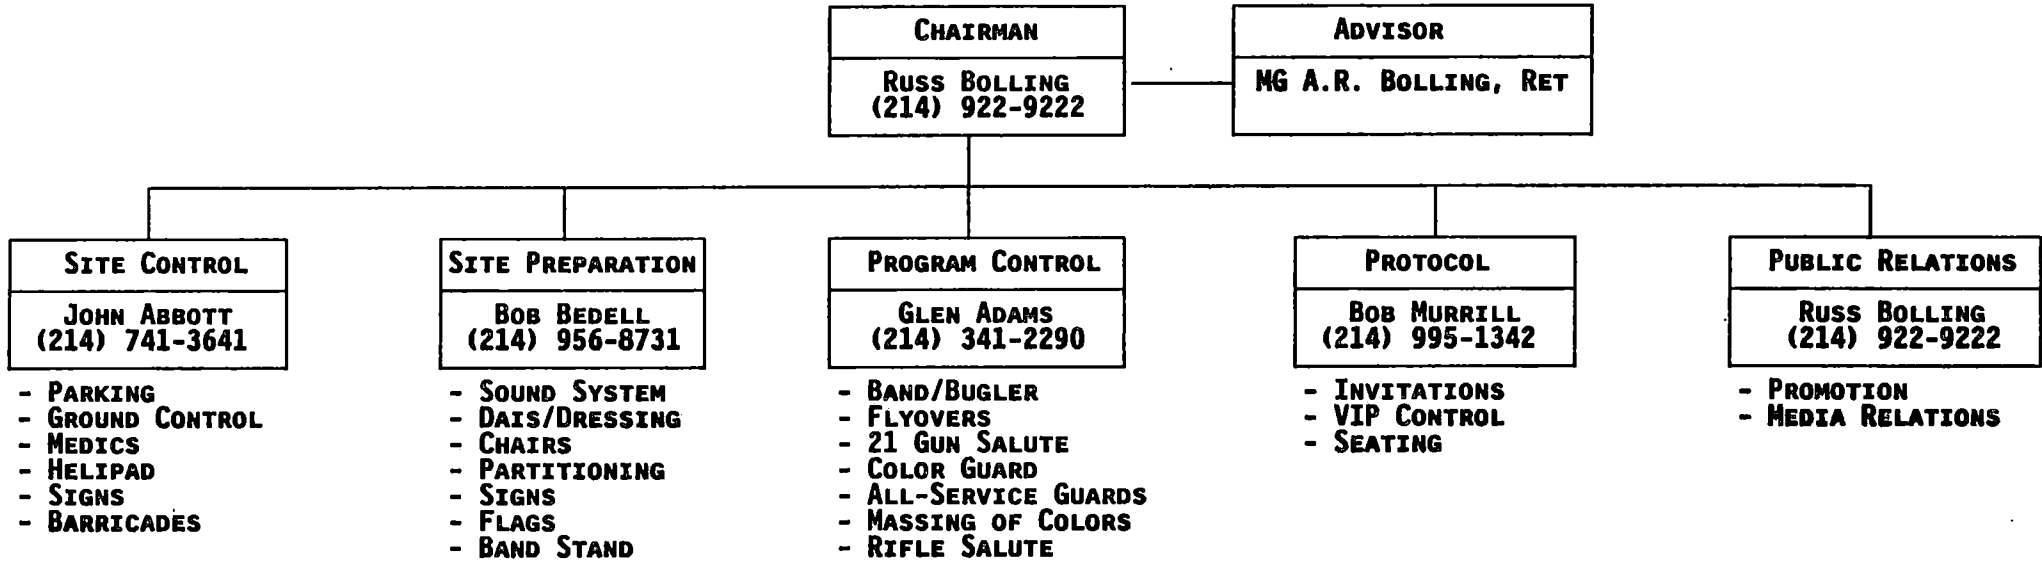 CHAIRMAN
RUSS BOLLING
(214) 922-9222
ADVISOR
MG A.R. BOLLING, RET
SITE CONTROL
JOHN ABBOTT
(214) 741-3641
- PARKING
- GROUND CONTROL
- MEDICS
- HELIPAD
- SIGNS
- BARRICADES
SITE PREPARATION
BOB BEDELL
(214) 956-8731
- SOUND SYSTEM
- DAIS/DRESSING
- CHAIRS
- PARTITIONING
- SIGNS
- FLAGS
- BAND STAND
PROGRAM CONTROL
GLEN ADAMS
(214) 341-2290
- BAND/BUGLER
- FLYOVERS
- 21 GUN SALUTE
- COLOR GUARD
- ALL-SERVICE GUARDS
- MASSING OF COLORS
- RIFLE SALUTE
PROTOCOL
BOB MURRILL
(214) 995-1342
- INVITATIONS
- VIP CONTROL
- SEATING
PUBLIC RELATIONS
RUSS BOLLING
(214) 922-9222
- PROMOTION
- MEDIA RELATIONS